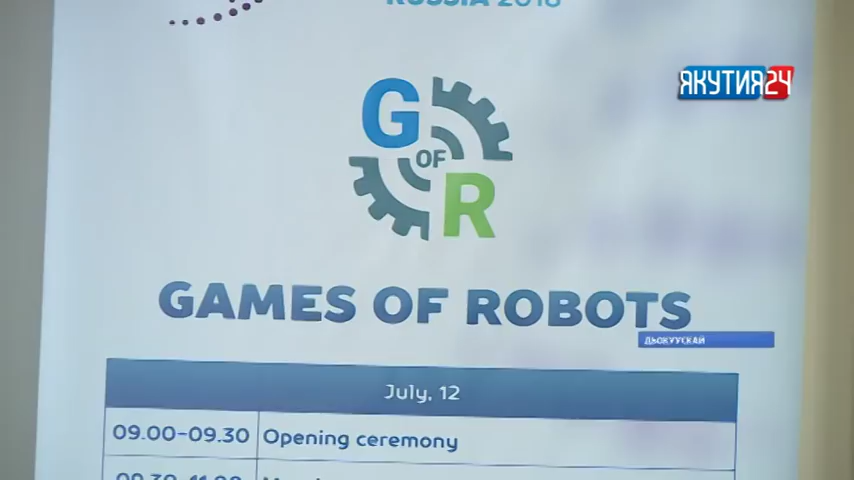 RUSSIA 2018
ЯКУТИЯ24
G
OF
R
GAMES OF ROBOTS
ДЬОКУУСКАЙ
July, 12
09.00-09.30 Opening ceremony